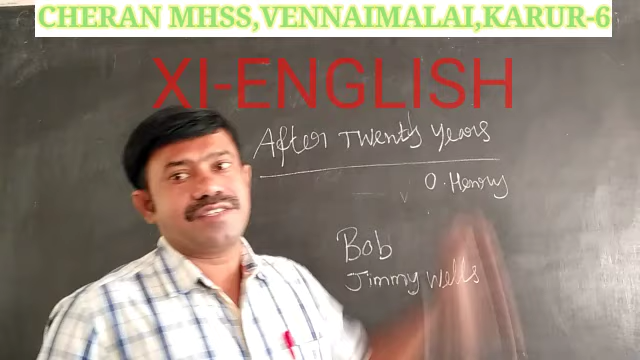 CHERAN MHSS,VENNAIMALAI,KARUR-6
XI-ENGLISH
After Twenty Years
O. Henry
Bob
Jimmy Wells